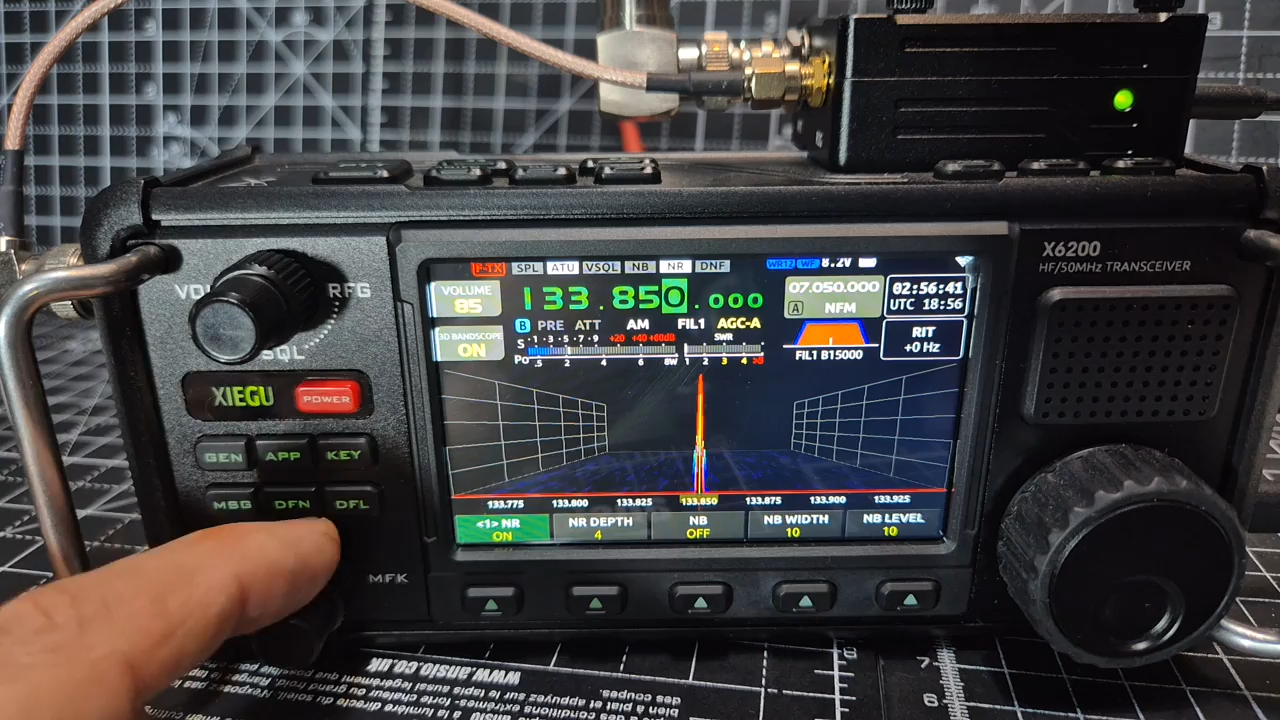 X6200
HF/50MHz TRANSCEIVER
RFG
SQL
XIEGU
POWER
GEN APP KEY
MSG DFN DFL
MFK
SPL ATU VSQL NB NR DNF
8.2V
VOLUME
85
133.850.000
07.050.000
A NFM
02:56:41
UTC 18:56
3D BANDSCOPE
ON
B PRE ATT AM FIL1 AGC-A
S 1 3 5 7 9 +20 +40 +60dB
SWR
Po .5 2 4 6 8W 1 2 3 4
FIL1 B15000
RIT
+0 Hz
133.775 133.800 133.825 133.850 133.875 133.900 133.925
<1> NR
ON
NR DEPTH
4
NB
OFF
NB WIDTH
10
NB LEVEL
10
www.ansio.co.uk
des coupes.
8
7
6